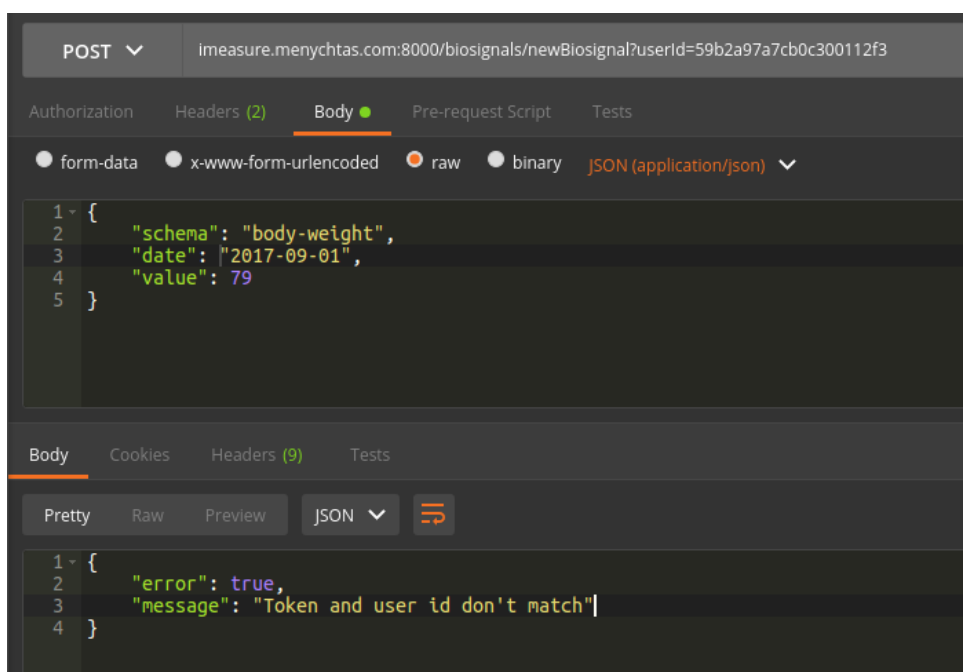 POST imeasure.menychtas.com:8000/biosignals/newBiosignal?userId=59b2a97a7cb0c300112f3
Authorization Headers (2) Body Pre-request Script Tests
form-data x-www-form-urlencoded raw binary JSON (application/json)
1 {
2 "schema": "body-weight",
3 "date": "2017-09-01",
4 "value": 79
5 }
Body Cookies Headers (9) Tests
Pretty Raw Preview JSON
1 {
2 "error": true,
3 "message": "Token and user id don't match"
4 }